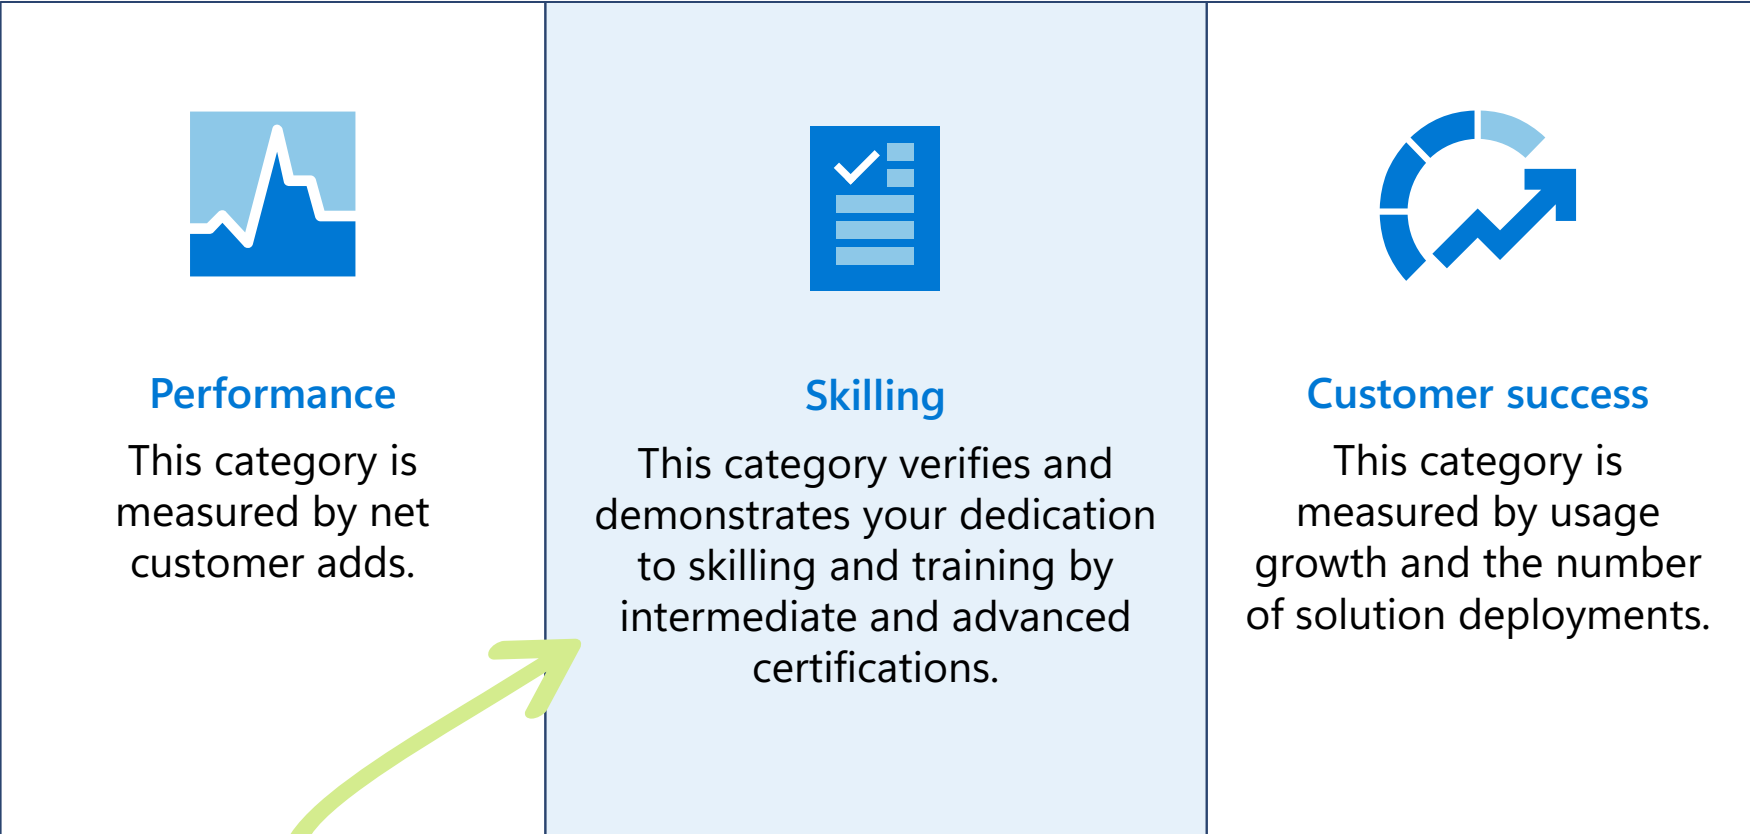 Performance
This category is
measured by net
customer adds.
Skilling
This category verifies and
demonstrates your dedication
to skilling and training by
intermediate and advanced
certifications.
Customer success
This category is
measured by usage
growth and the number
of solution deployments.